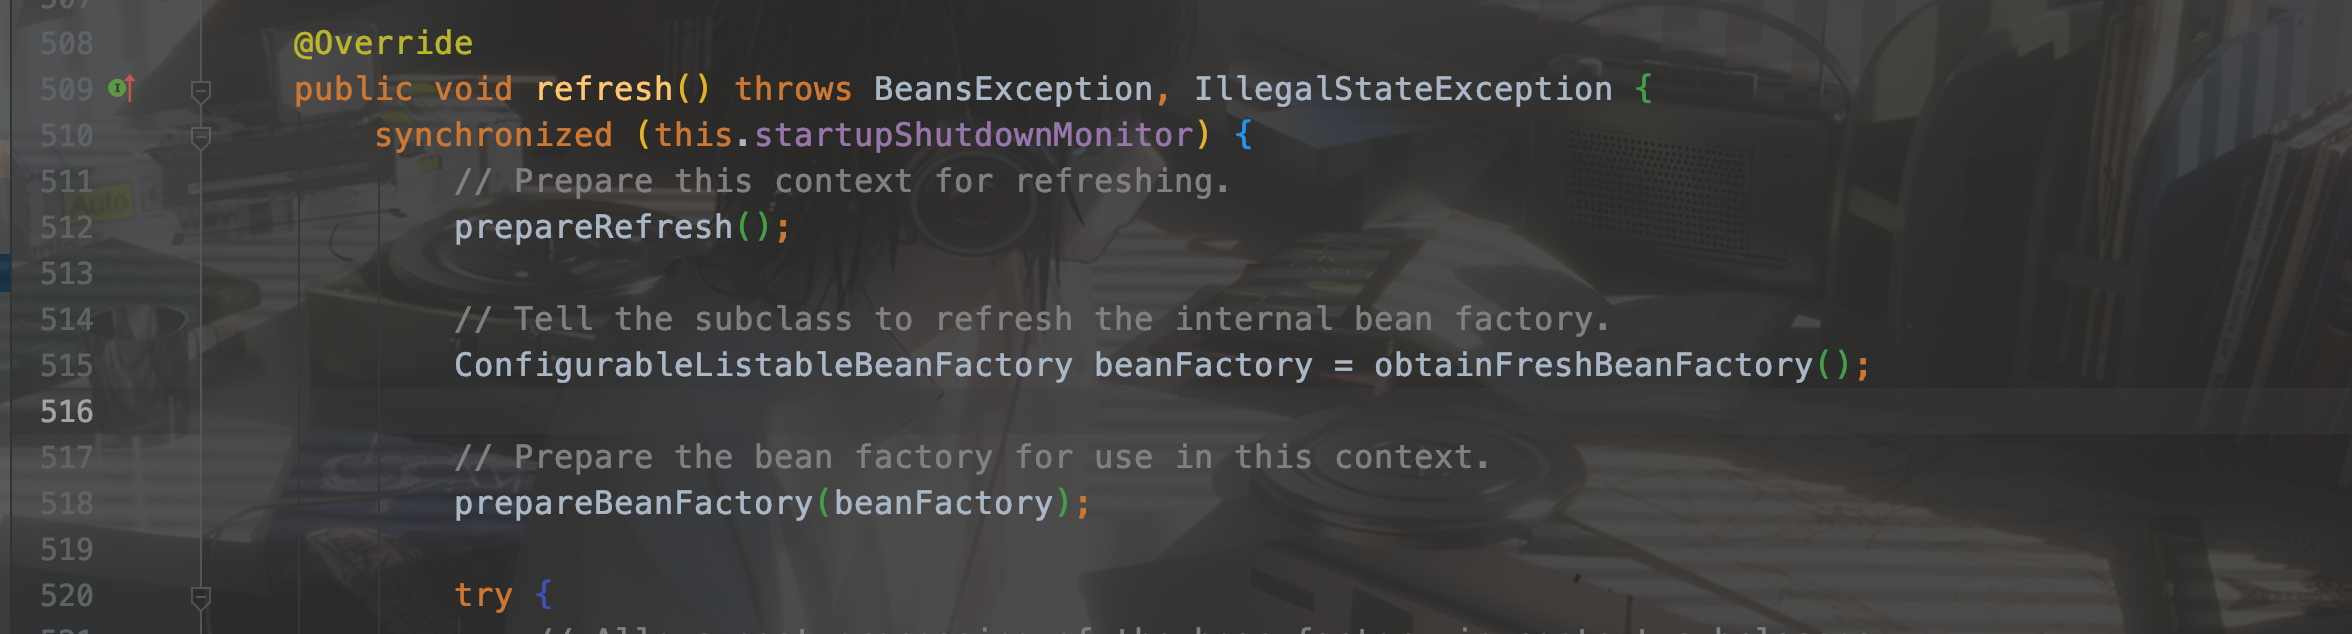 508 @Override
509 public void refresh() throws BeansException, IllegalStateException {
510 synchronized (this.startupShutdownMonitor) {
511 // Prepare this context for refreshing.
512 prepareRefresh();
513
514 // Tell the subclass to refresh the internal bean factory.
515 ConfigurableListableBeanFactory beanFactory = obtainFreshBeanFactory();
516
517 // Prepare the bean factory for use in this context.
518 prepareBeanFactory(beanFactory);
519
520 try {
Auto